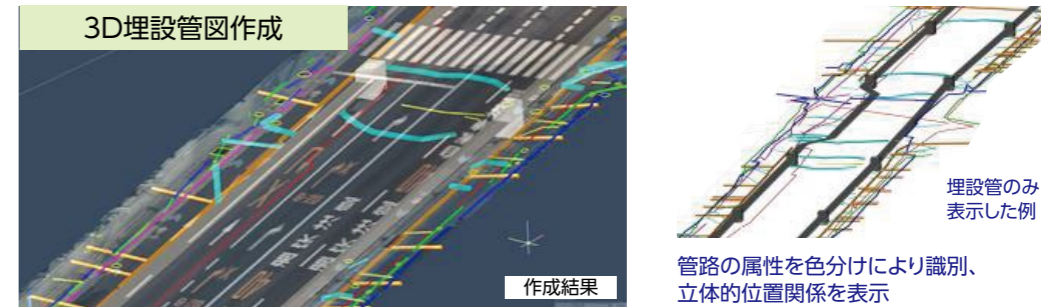 3D埋設管図作成
作成結果
埋設管のみ
表示した例
管路の属性を色分けにより識別、
立体的位置関係を表示